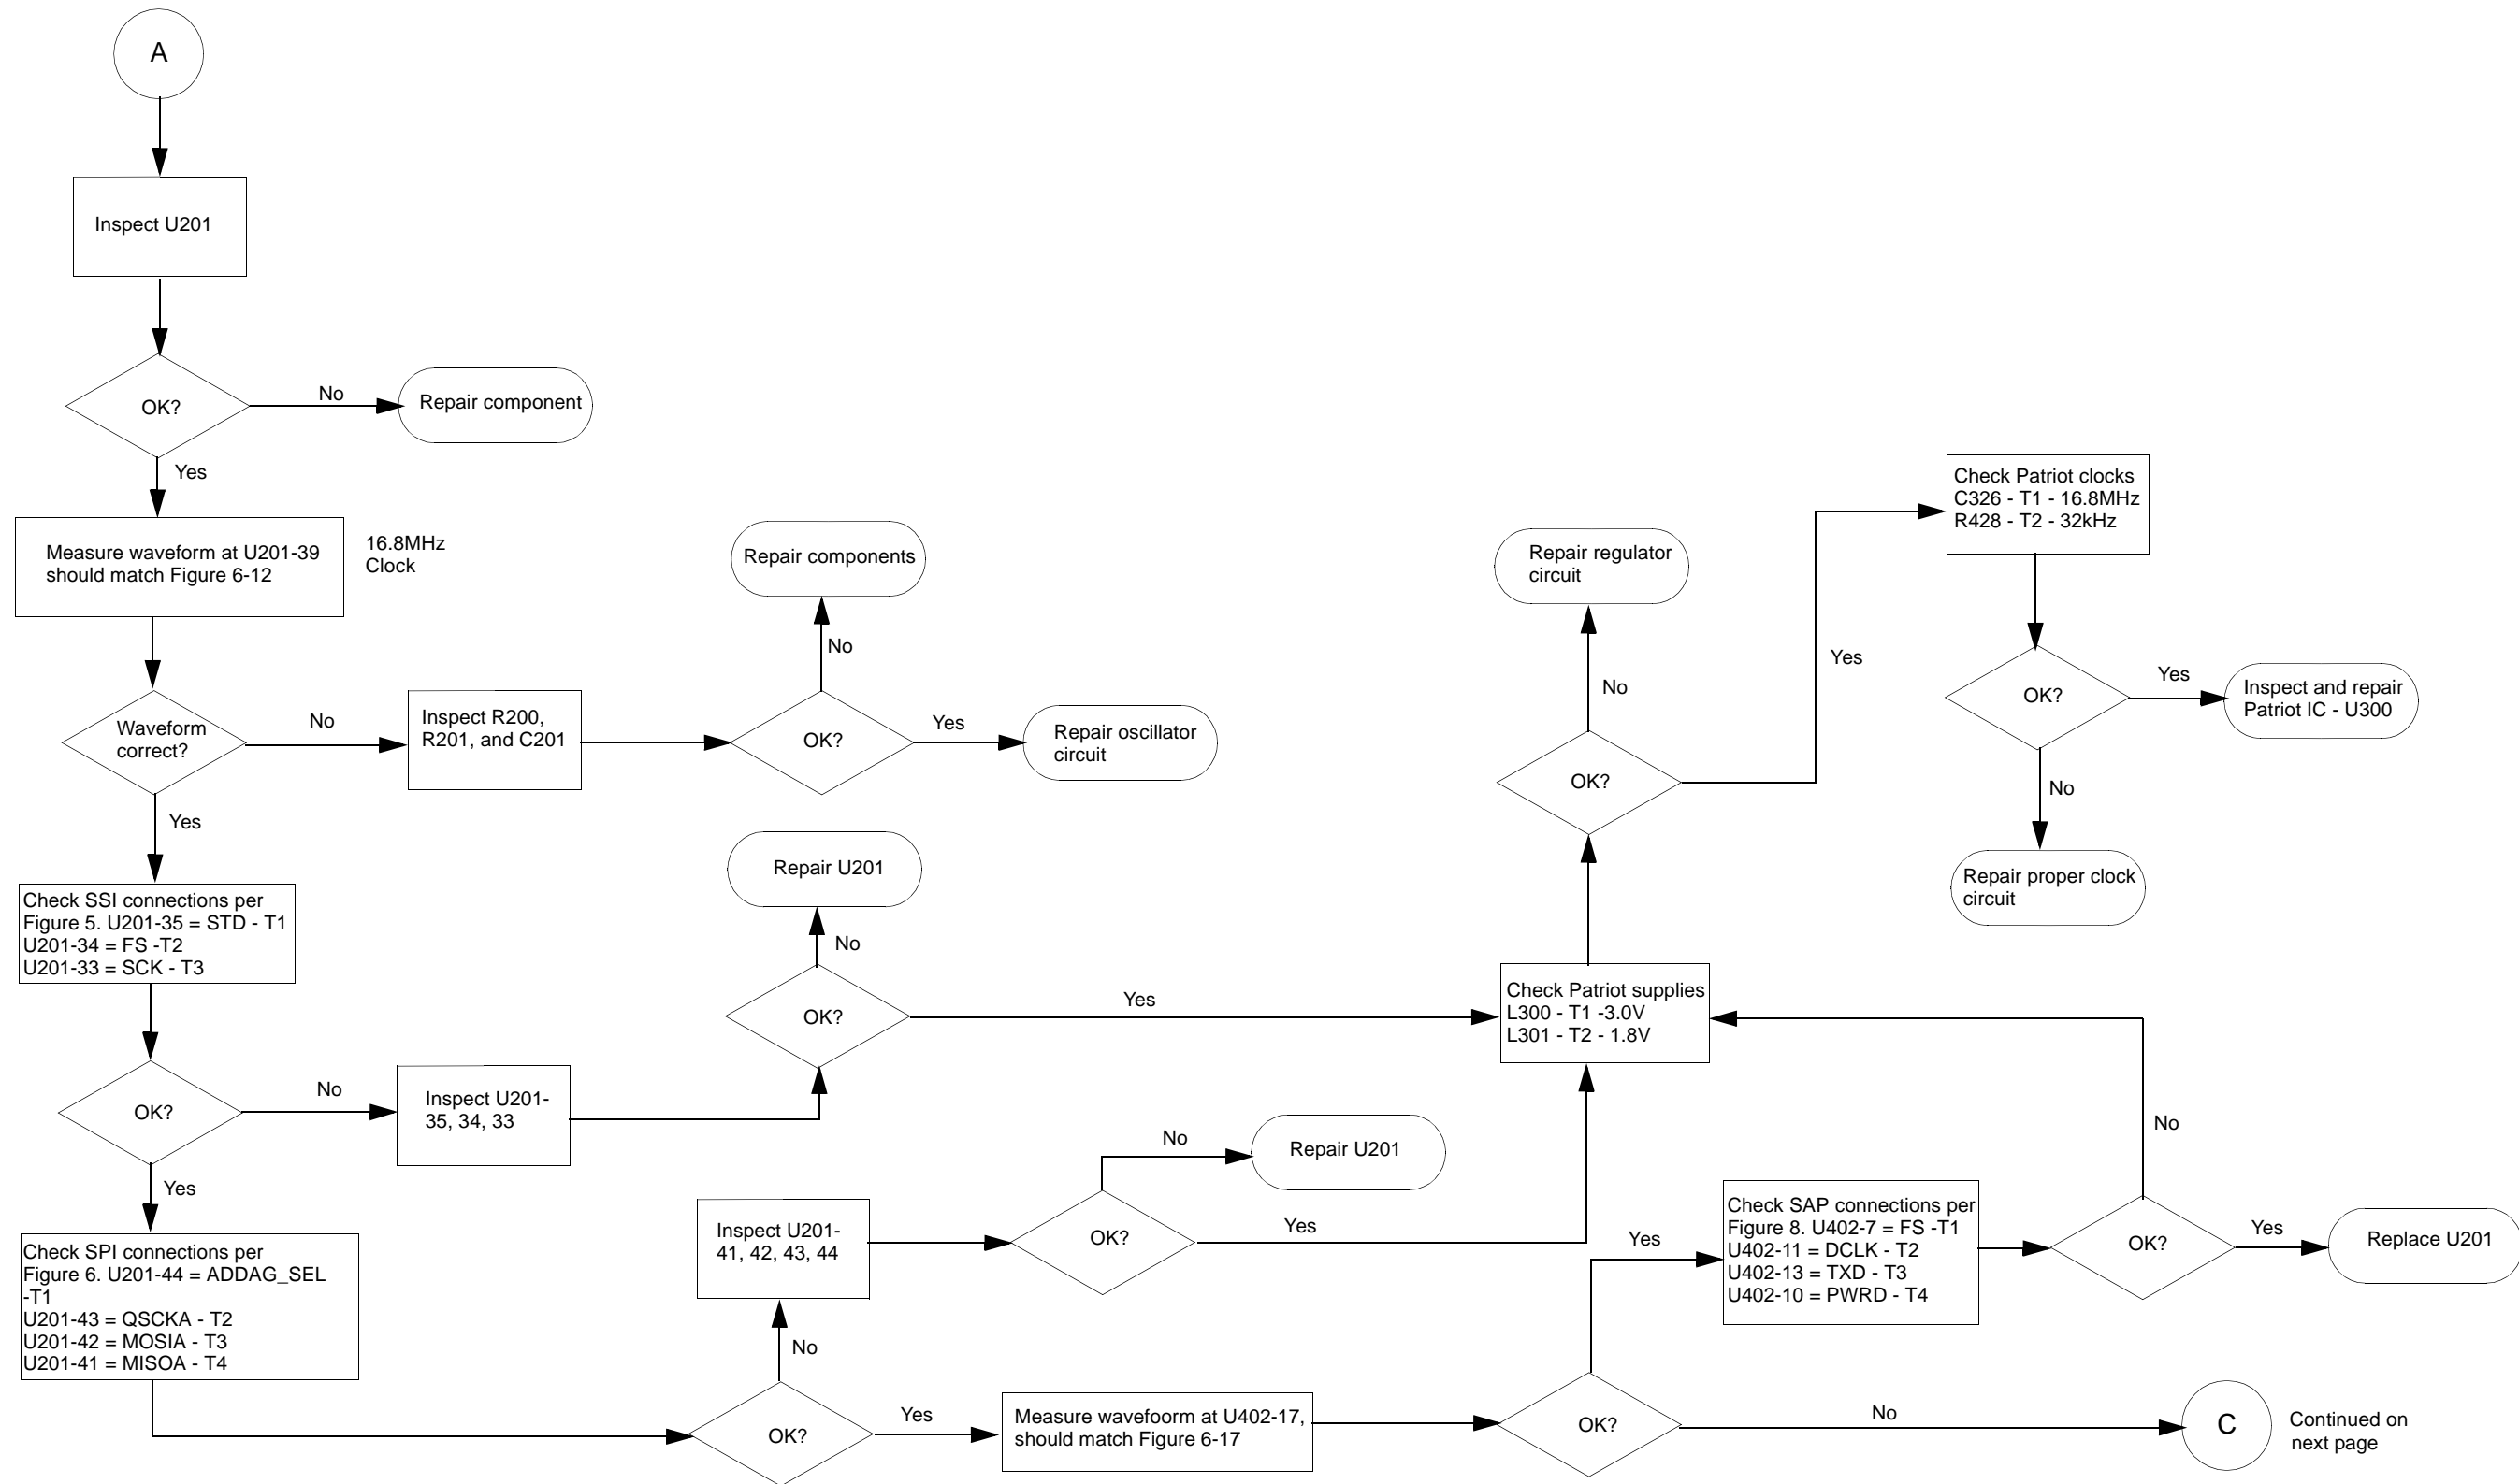 A
Inspect U201
OK?
No
Repair component
Yes
Measure waveform at U201-39
should match Figure 6-12
16.8MHz
Clock
Waveform
correct?
No
Inspect R200,
R201, and C201
OK?
No
Repair components
Yes
Repair oscillator
circuit
Yes
Check SSI connections per
Figure 5. U201-35 = STD - T1
U201-34 = FS -T2
U201-33 = SCK - T3
OK?
No
Inspect U201-
35, 34, 33
OK?
No
Repair U201
Yes
Yes
Check SPI connections per
Figure 6. U201-44 = ADDAG_SEL
-T1
U201-43 = QSCKA - T2
U201-42 = MOSIA - T3
U201-41 = MISOA - T4
OK?
No
Inspect U201-
41, 42, 43, 44
OK?
No
Repair U201
Yes
Yes
Measure wavefoorm at U402-17,
should match Figure 6-17
OK?
Yes
Check SAP connections per
Figure 8. U402-7 = FS -T1
U402-11 = DCLK - T2
U402-13 = TXD - T3
U402-10 = PWRD - T4
OK?
Yes
Replace U201
No
No
C
Continued on
next page
Check Patriot supplies
L300 - T1 -3.0V
L301 - T2 - 1.8V
OK?
No
Repair regulator
circuit
Yes
Check Patriot clocks
C326 - T1 - 16.8MHz
R428 - T2 - 32kHz
OK?
Yes
Inspect and repair
Patriot IC - U300
No
Repair proper clock
circuit